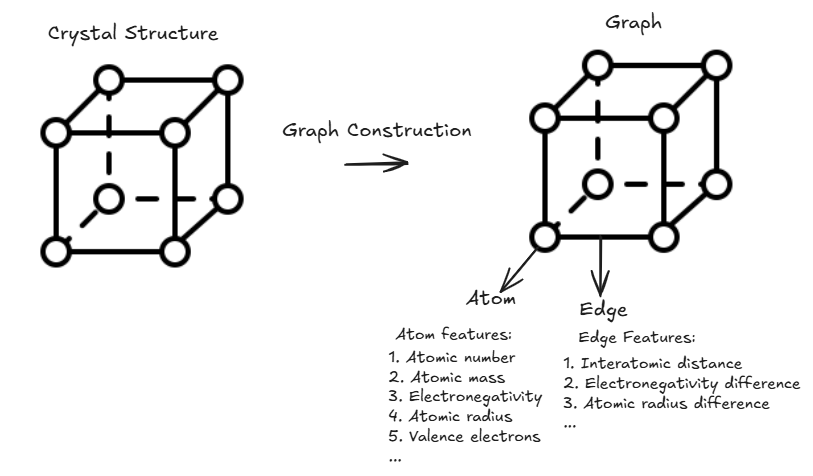 Crystal Structure
Graph
Graph Construction
Atom
Edge
Atom features:
1. Atomic number
2. Atomic mass
3. Electronegativity
4. Atomic radius
5. Valence electrons
...
Edge Features:
1. Interatomic distance
2. Electronegativity difference
3. Atomic radius difference
...